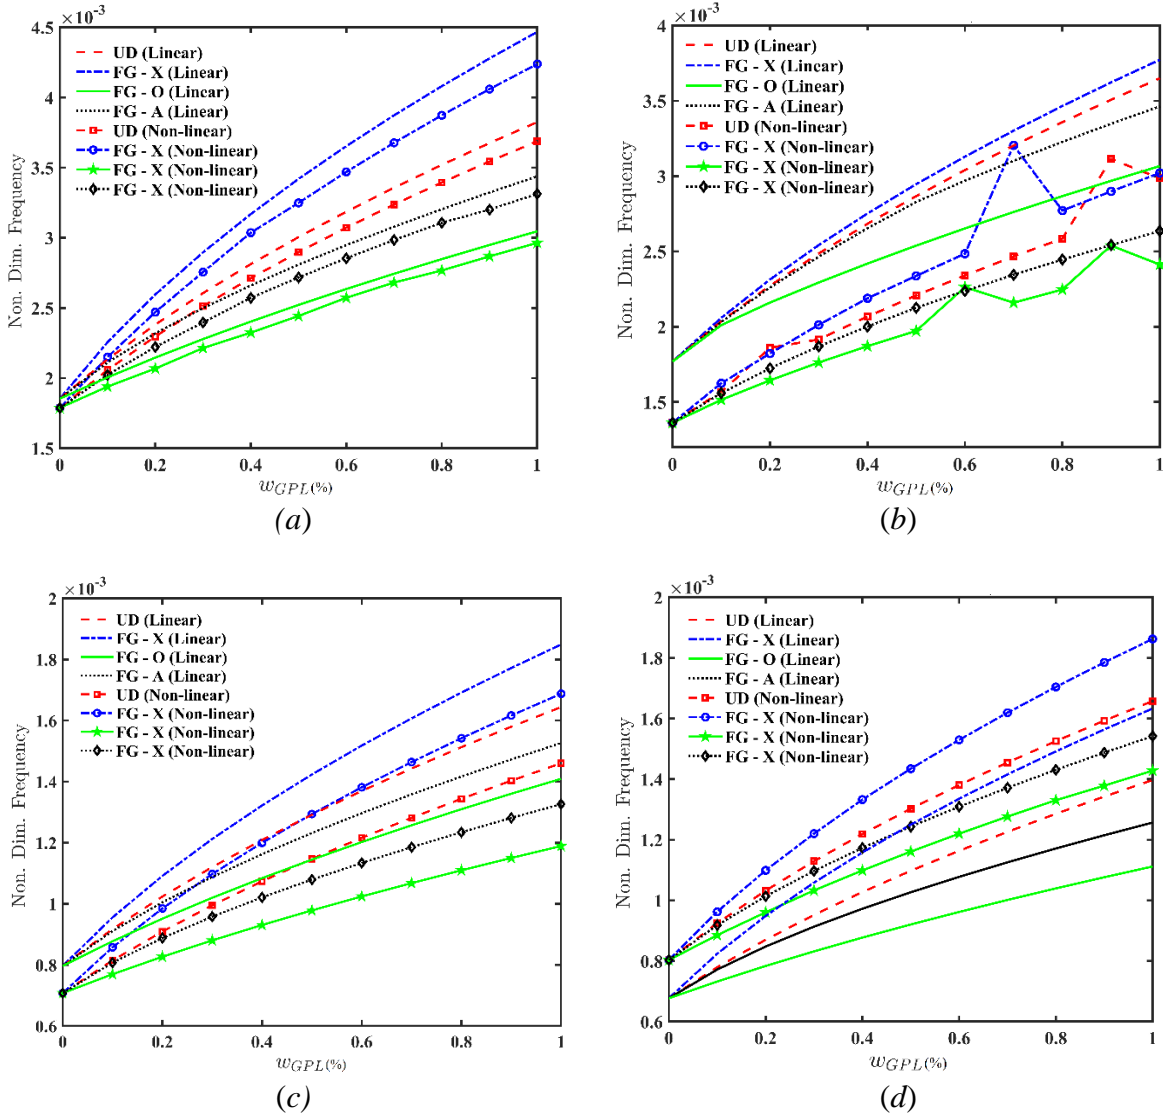 ×10-3
4.5
4
3.5
3
2.5
2
1.5
Non. Dim. Frequency
UD (Linear)
FG - X (Linear)
FG - O (Linear)
FG - A (Linear)
UD (Non-linear)
FG - X (Non-linear)
FG - X (Non-linear)
FG - X (Non-linear)
0 0.2 0.4 0.6 0.8 1
wGPL(%)
(a)
×10-3
4
3.5
3
2.5
2
1.5
Non. Dim. Frequency
UD (Linear)
FG - X (Linear)
FG - O (Linear)
FG - A (Linear)
UD (Non-linear)
FG - X (Non-linear)
FG - X (Non-linear)
FG - X (Non-linear)
0 0.2 0.4 0.6 0.8 1
wGPL(%)
(b)
×10-3
2
1.8
1.6
1.4
1.2
1
0.8
0.6
Non. Dim. Frequency
UD (Linear)
FG - X (Linear)
FG - O (Linear)
FG - A (Linear)
UD (Non-linear)
FG - X (Non-linear)
FG - X (Non-linear)
FG - X (Non-linear)
0 0.2 0.4 0.6 0.8 1
wGPL(%)
(c)
×10-3
2
1.8
1.6
1.4
1.2
1
0.8
0.6
Non. Dim. Frequency
UD (Linear)
FG - X (Linear)
FG - O (Linear)
FG - A (Linear)
UD (Non-linear)
FG - X (Non-linear)
FG - X (Non-linear)
FG - X (Non-linear)
0 0.2 0.4 0.6 0.8 1
wGPL(%)
(d)